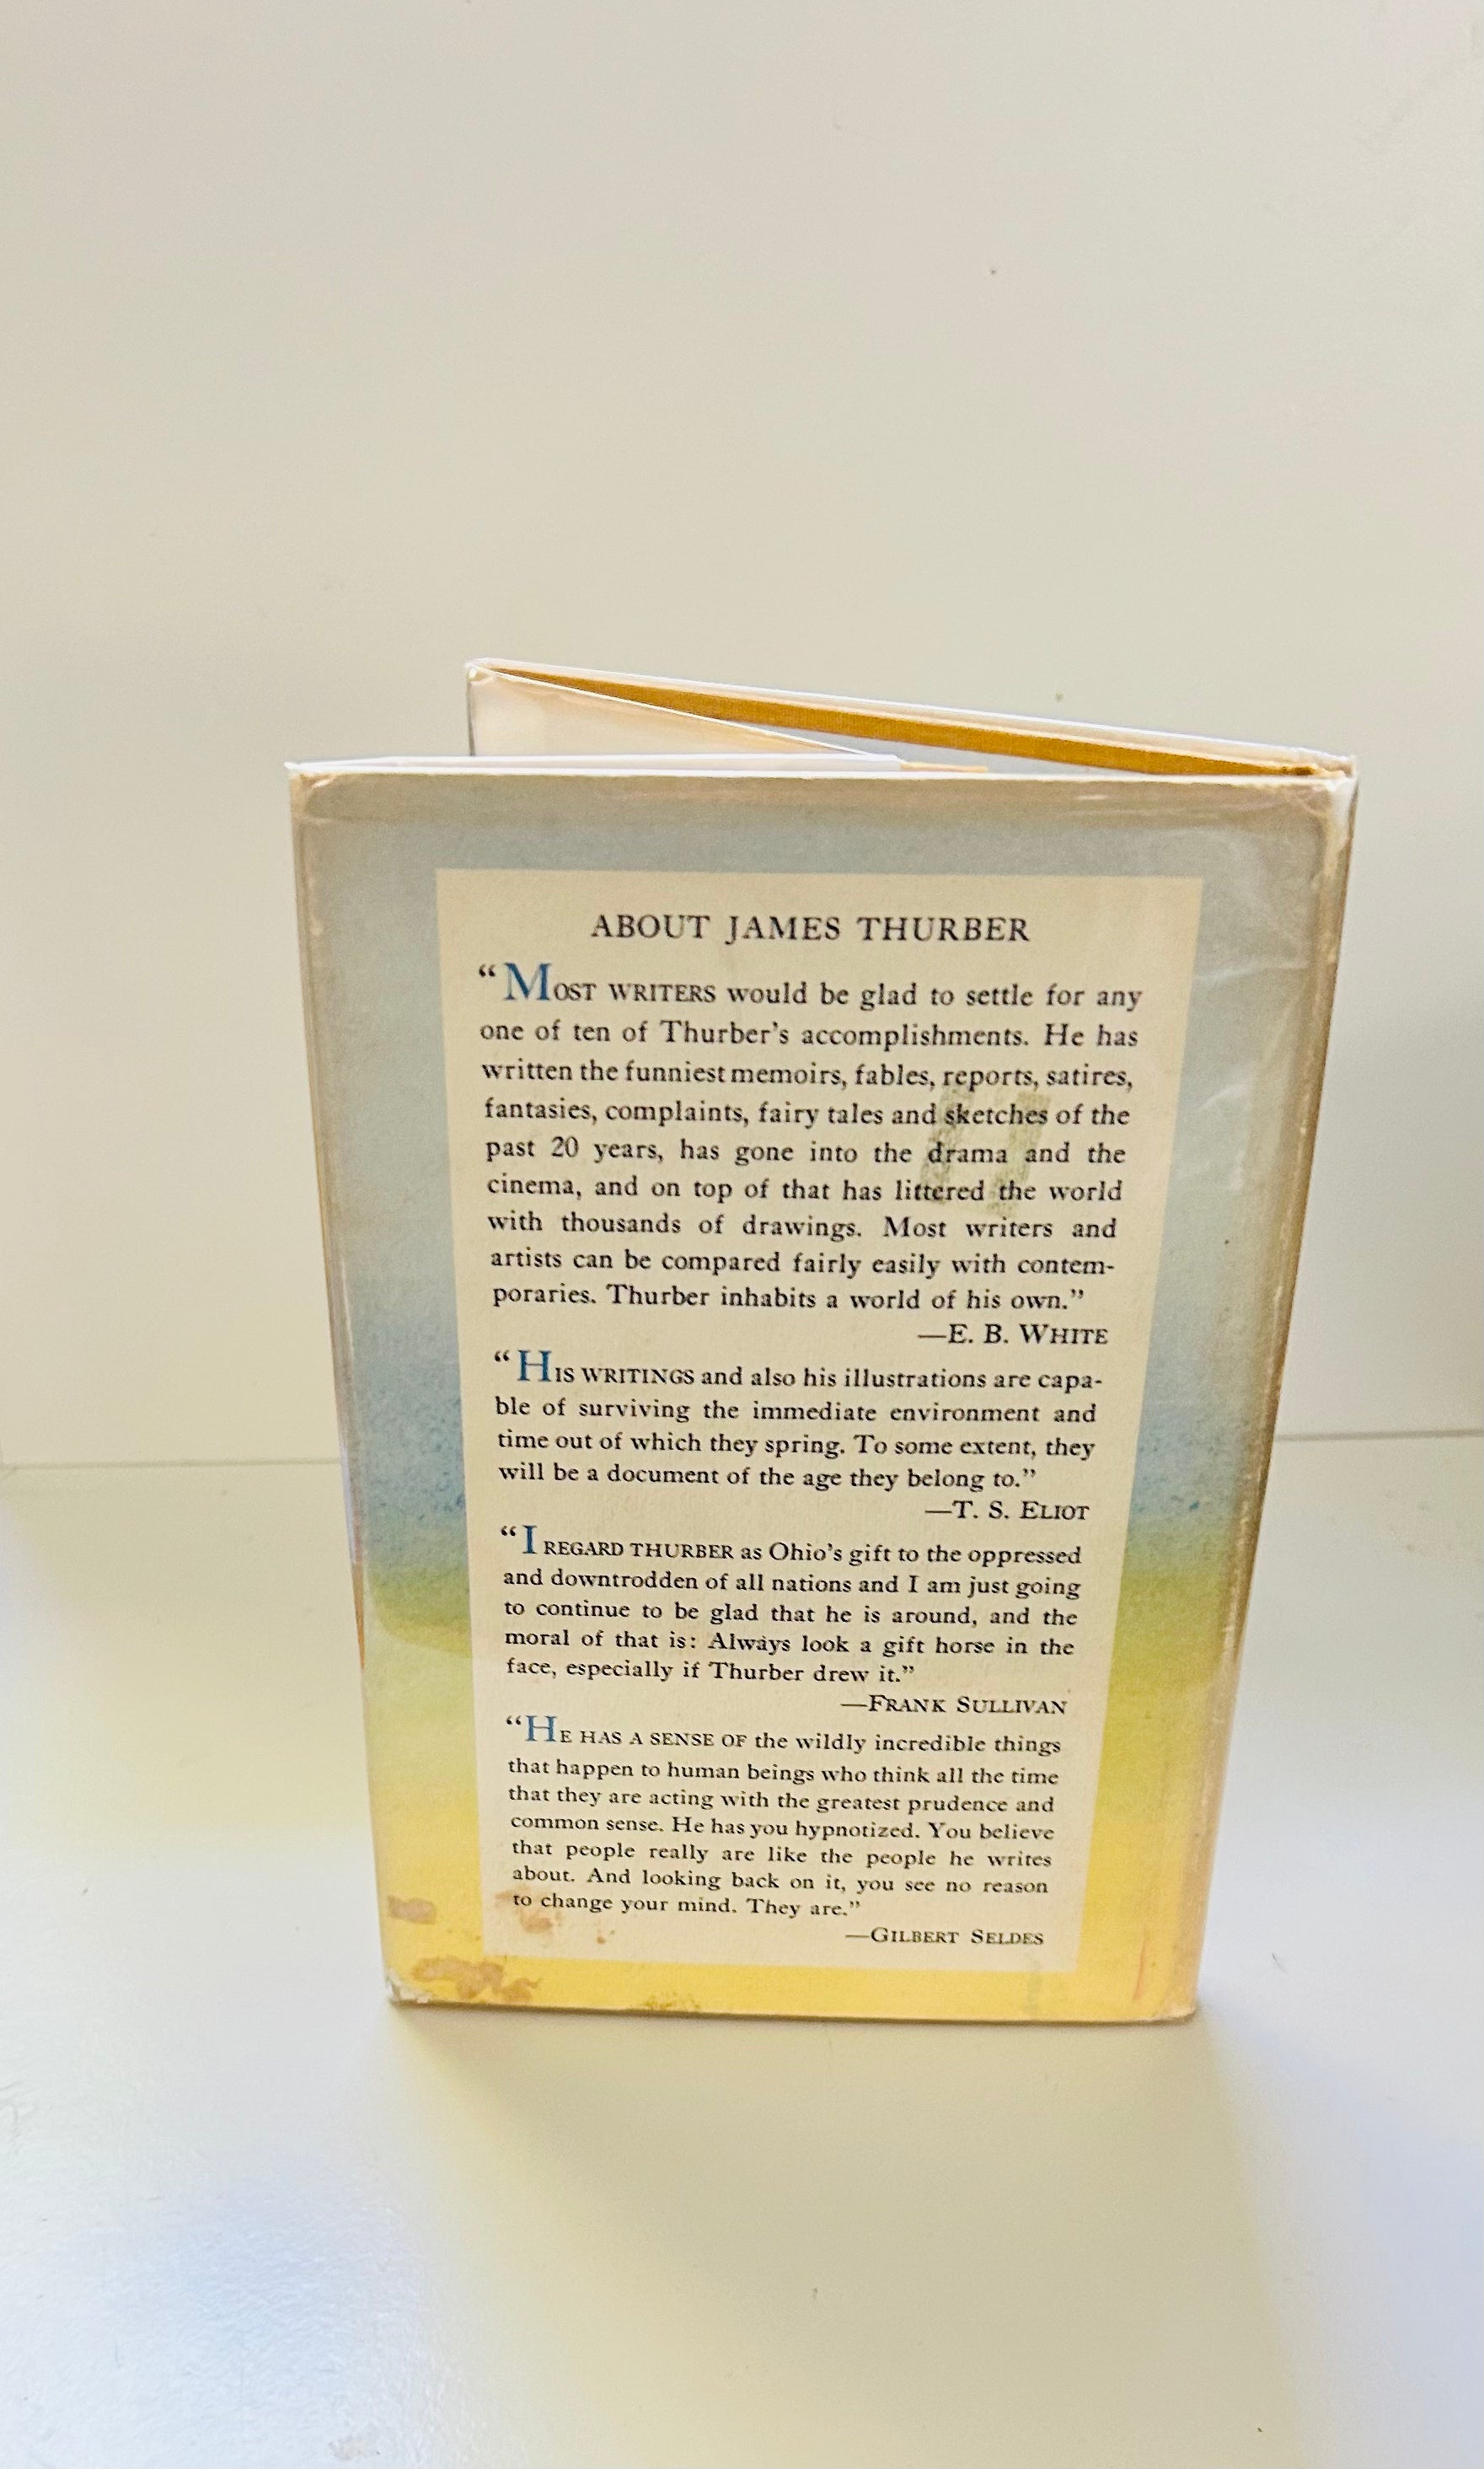 ABOUT JAMES THURBER
“MOST WRITERS would be glad to settle for any
one of ten of Thurber’s accomplishments. He has
written the funniest memoirs, fables, reports, satires,
fantasies, complaints, fairy tales and sketches of the
past 20 years, has gone into the drama and the
cinema, and on top of that has littered the world
with thousands of drawings. Most writers and
artists can be compared fairly easily with contem-
poraries. Thurber inhabits a world of his own.”
—E. B. WHITE
“HIS WRITINGS and also his illustrations are capa-
ble of surviving the immediate environment and
time out of which they spring. To some extent, they
will be a document of the age they belong to.”
—T. S. ELIOT
“I REGARD THURBER as Ohio’s gift to the oppressed
and downtrodden of all nations and I am just going
to continue to be glad that he is around, and the
moral of that is: Always look a gift horse in the
face, especially if Thurber drew it.”
—FRANK SULLIVAN
“HE HAS A SENSE OF the wildly incredible things
that happen to human beings who think all the time
that they are acting with the greatest prudence and
common sense. He has you hypnotized. You believe
that people really are like the people he writes
about. And looking back on it, you see no reason
to change your mind. They are.”
—GILBERT SELDES